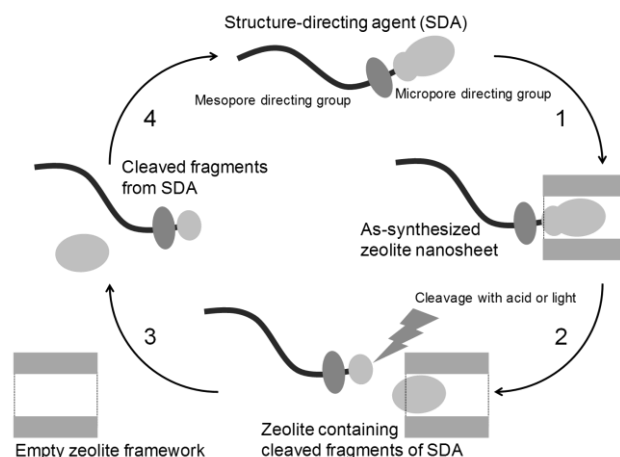 Structure-directing agent (SDA)
Mesopore directing group
Micropore directing group
4
1
Cleaved fragments
from SDA
As-synthesized
zeolite nanosheet
Cleavage with acid or light
3
2
Empty zeolite framework
Zeolite containing
cleaved fragments of SDA